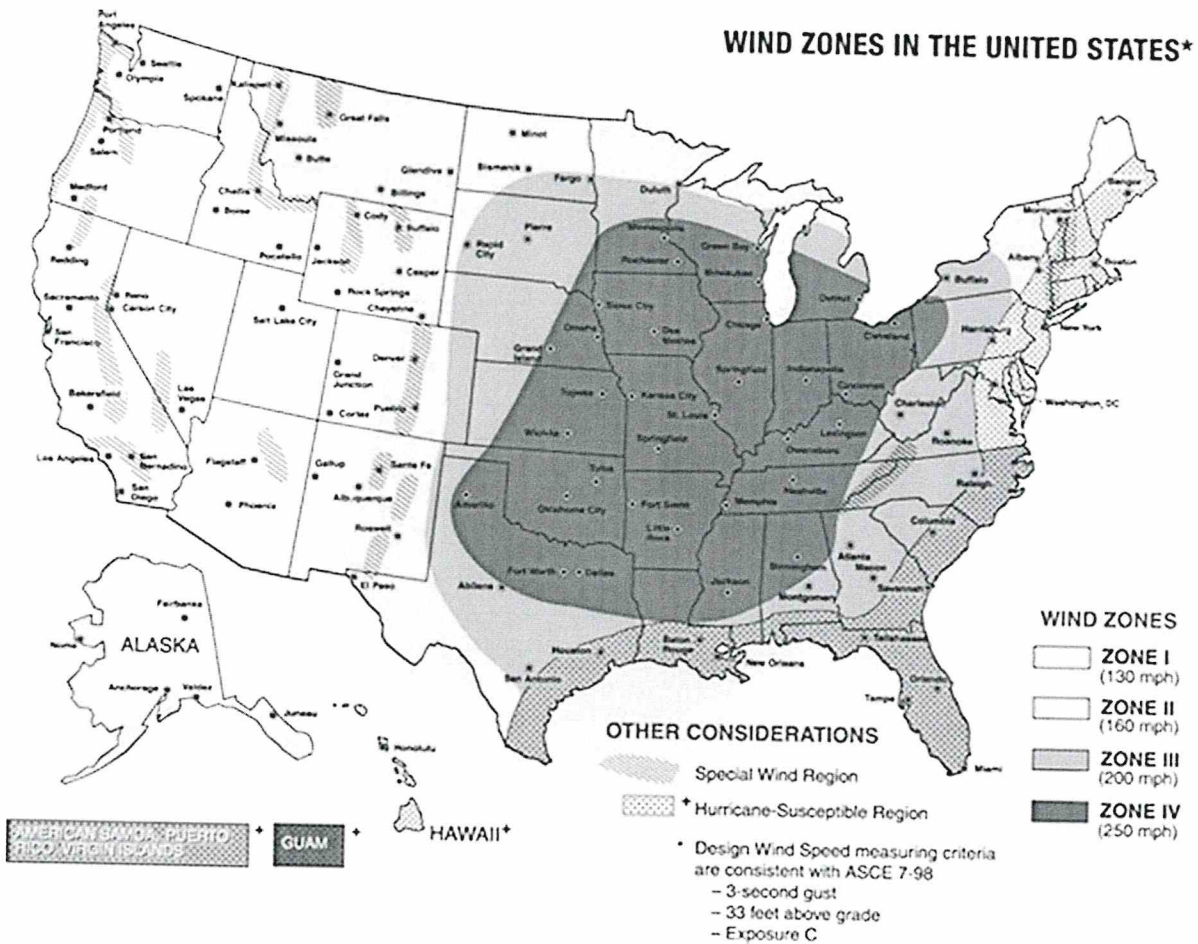 WIND ZONES IN THE UNITED STATES*
Port
Angeles
Seattle
Olympia
Spokane
Kalispell
Great Falls
Missoula
Butte
Glendive
Billings
Portland
Salem
Medford
Challis
Boise
Pocatello
Cody
Buffalo
Jackson
Casper
Rock Springs
Cheyenne
Minot
Bismarck
Fargo
Duluth
Pierre
Rapid
City
Minneapolis
Rochester
Green Bay
Milwaukee
Detroit
Buffalo
Montpelier
Bangor
Albany
Boston
New York
Harrisburg
Washington, DC
Redding
Sacramento
San
Francisco
Reno
Carson City
Salt Lake City
Las
Vegas
Bakersfield
Los Angeles
San
Bernadino
San
Diego
Denver
Grand
Junction
Cortez
Pueblo
Flagstaff
Phoenix
Gallup
Santa Fe
Albuquerque
Roswell
El Paso
Sioux City
Omaha
Grand
Island
Des
Moines
Chicago
Cleveland
Topeka
Kansas City
St. Louis
Springfield
Indianapolis
Cincinnati
Charleston
Wichita
Springfield
Lexington
Owensboro
Roanoke
Raleigh
Tulsa
Amarillo
Oklahoma City
Fort Smith
Little
Rock
Memphis
Nashville
Columbia
Atlanta
Macon
Savannah
Birmingham
Montgomery
Fort Worth
Dallas
Abilene
Jackson
Houston
San Antonio
Baton
Rouge
New Orleans
Tallahassee
Orlando
Tampa
Miami
Fairbanks
Nome
ALASKA
Anchorage
Valdez
Juneau
Honolulu
HAWAII+
AMERICAN SAMOA, PUERTO
RICO, VIRGIN ISLANDS
+
GUAM
+
OTHER CONSIDERATIONS
Special Wind Region
+ Hurricane-Susceptible Region
* Design Wind Speed measuring criteria
are consistent with ASCE 7-98
– 3-second gust
– 33 feet above grade
– Exposure C
WIND ZONES
ZONE I
(130 mph)
ZONE II
(160 mph)
ZONE III
(200 mph)
ZONE IV
(250 mph)